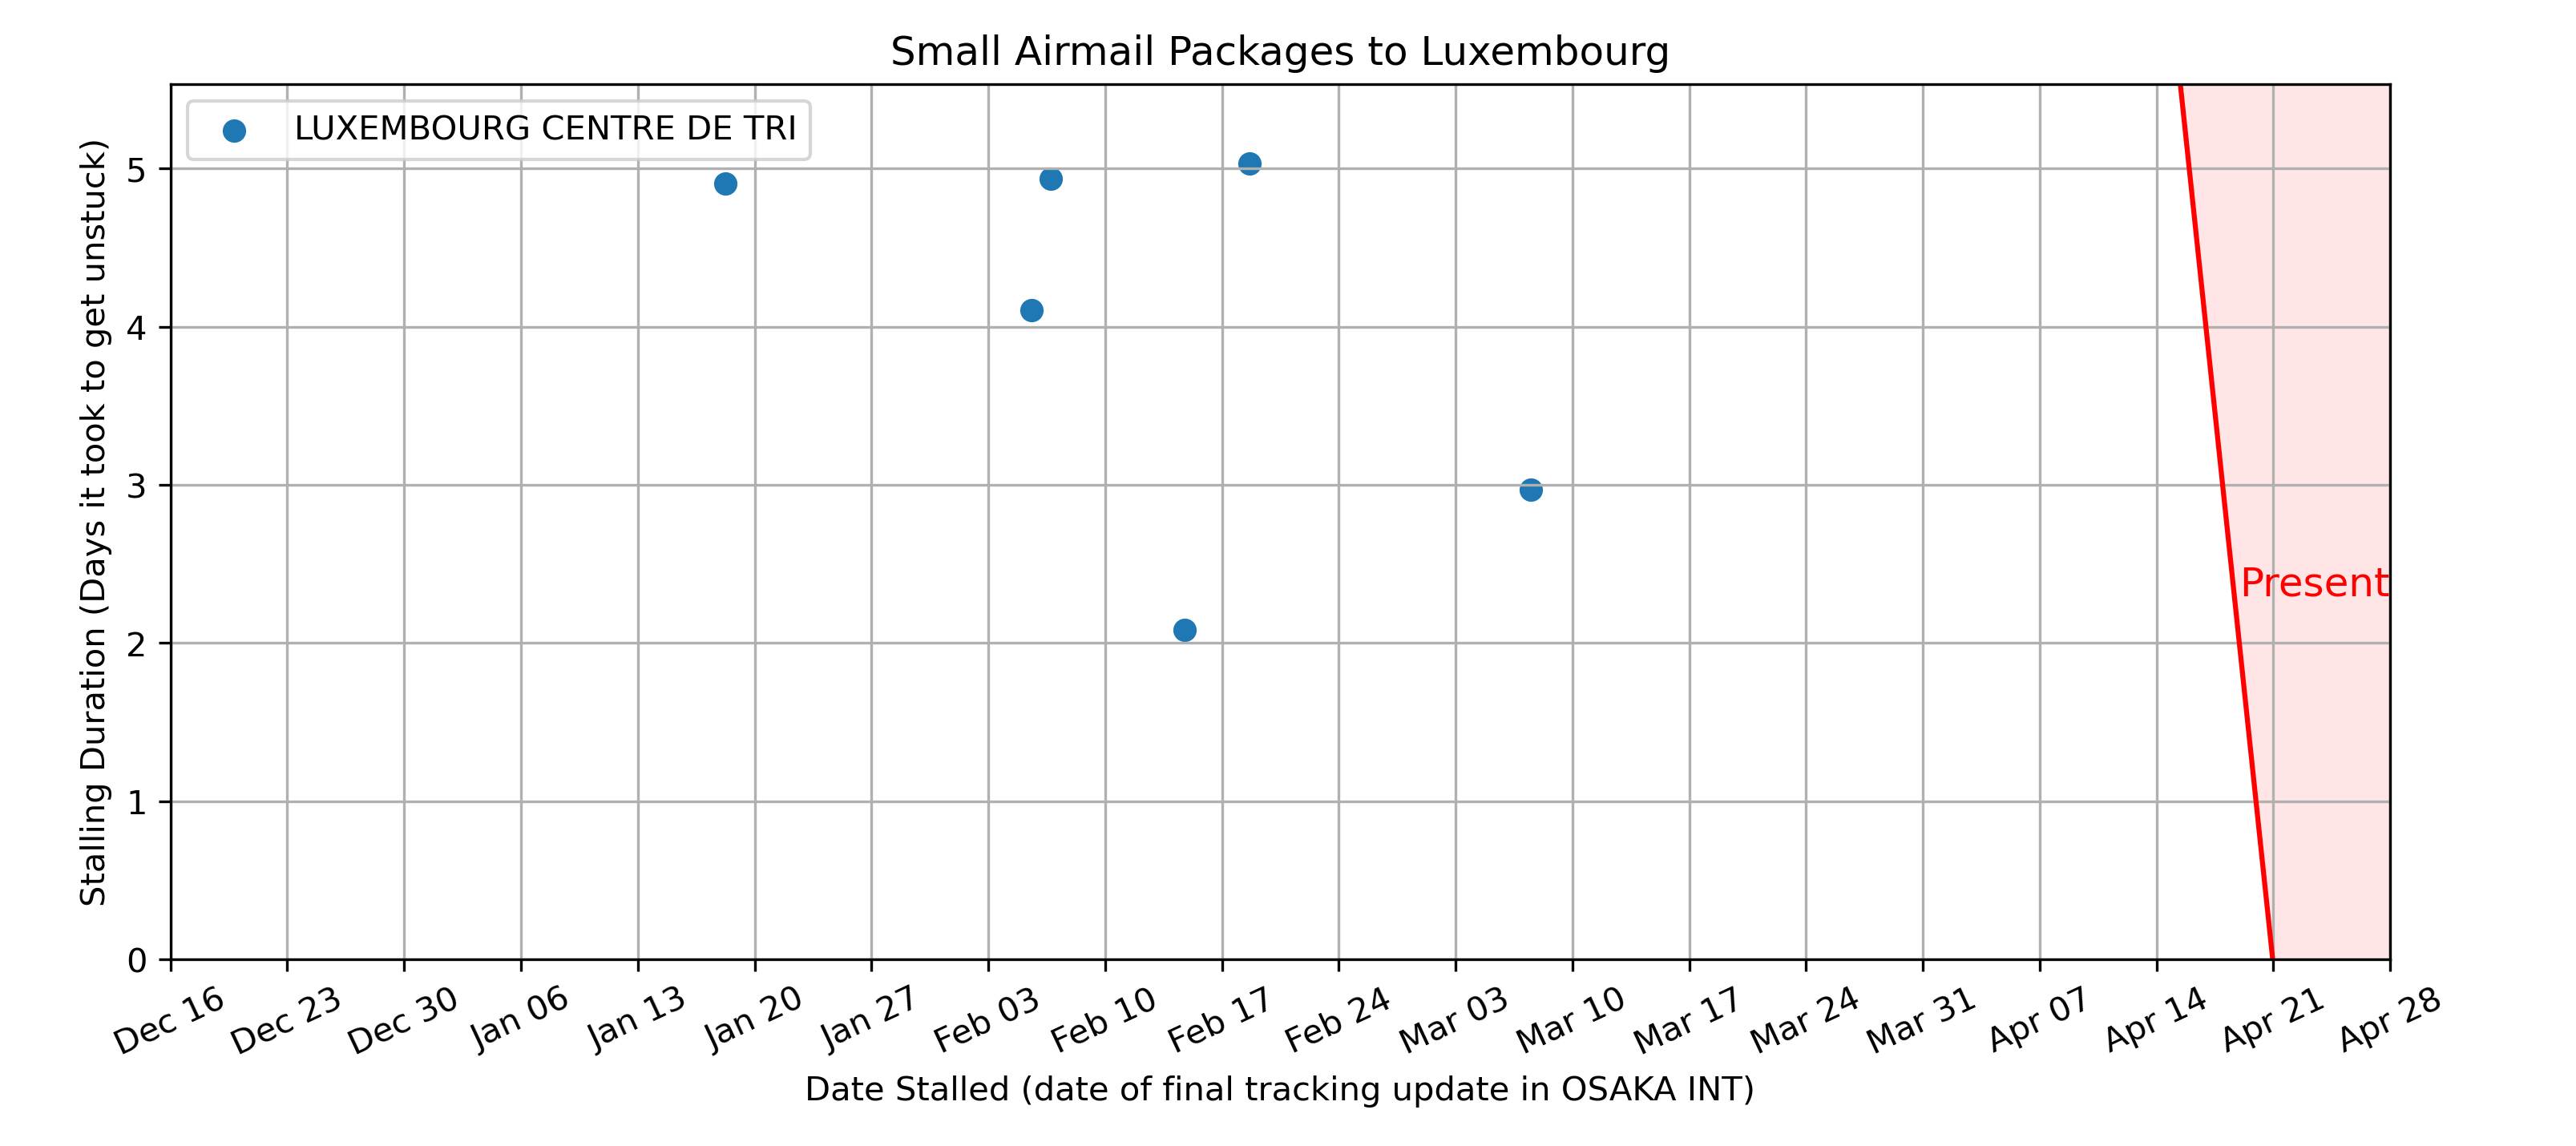 Small Airmail Packages to Luxembourg
LUXEMBOURG CENTRE DE TRI
Stalling Duration (Days it took to get unstuck)
5
4
3
2
1
0
Present
Dec 16
Dec 23
Dec 30
Jan 06
Jan 13
Jan 20
Jan 27
Feb 03
Feb 10
Feb 17
Feb 24
Mar 03
Mar 10
Mar 17
Mar 24
Mar 31
Apr 07
Apr 14
Apr 21
Apr 28
Date Stalled (date of final tracking update in OSAKA INT)